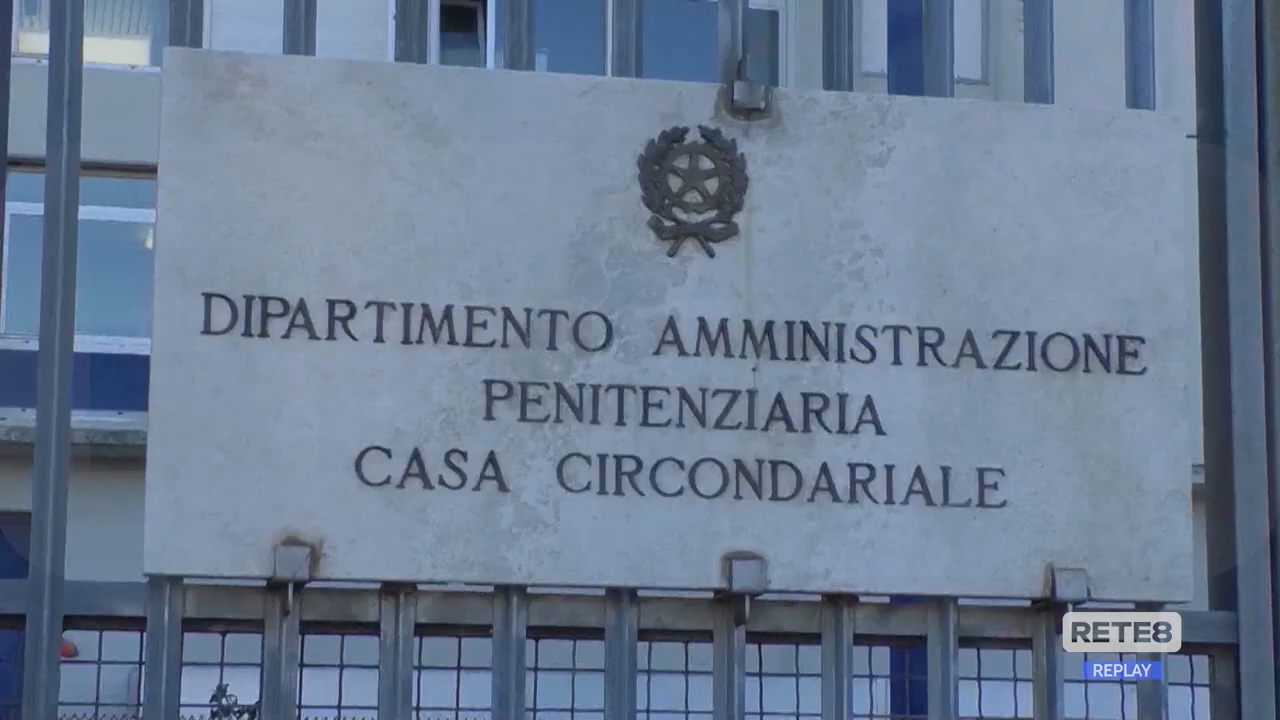 DIPARTIMENTO AMMINISTRAZIONE
PENITENZIARIA
CASA CIRCONDARIALE
RETE8
REPLAY